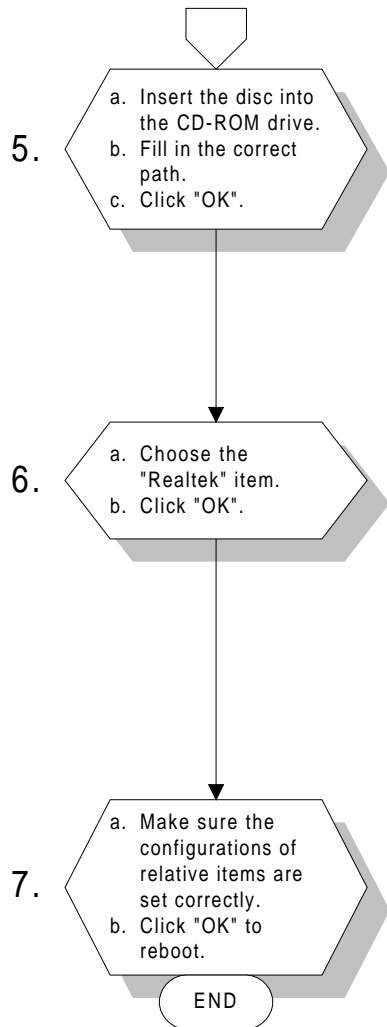 5.
a. Insert the disc into
the CD-ROM drive.
b. Fill in the correct
path.
c. Click "OK".
6.
a. Choose the
"Realtek" item.
b. Click "OK".
7.
a. Make sure the
configurations of
relative items are
set correctly.
b. Click "OK" to
reboot.
END